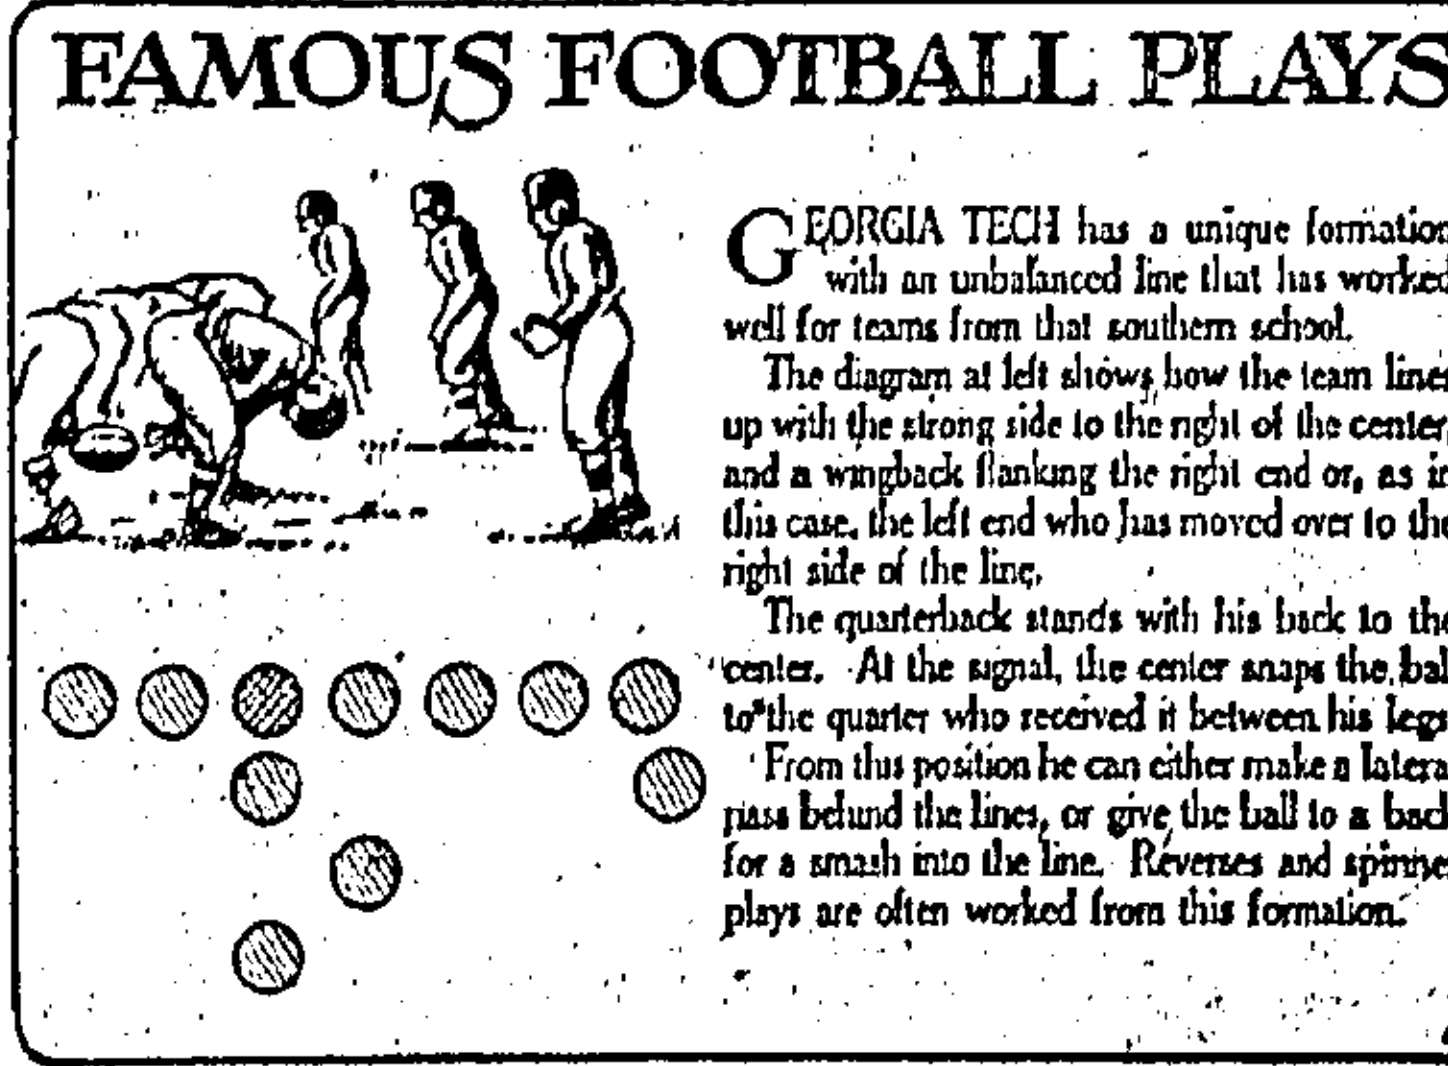 FAMOUS FOOTBALL PLAYS
GEORGIA TECH has a unique formation
with an unbalanced line that has worked
well for teams from that southern school.
The diagram at left shows how the team lines
up with the strong side to the right of the center,
and a wingback flanking the right end or, as in
this case, the left end who has moved over to the
right side of the line.
The quarterback stands with his back to the
center. At the signal, the center snaps the bal
to the quarter who received it between his legs
From this position he can either make a latera
pass behind the lines, or give the ball to a back
for a smash into the line. Reverses and spinne
plays are often worked from this formation.